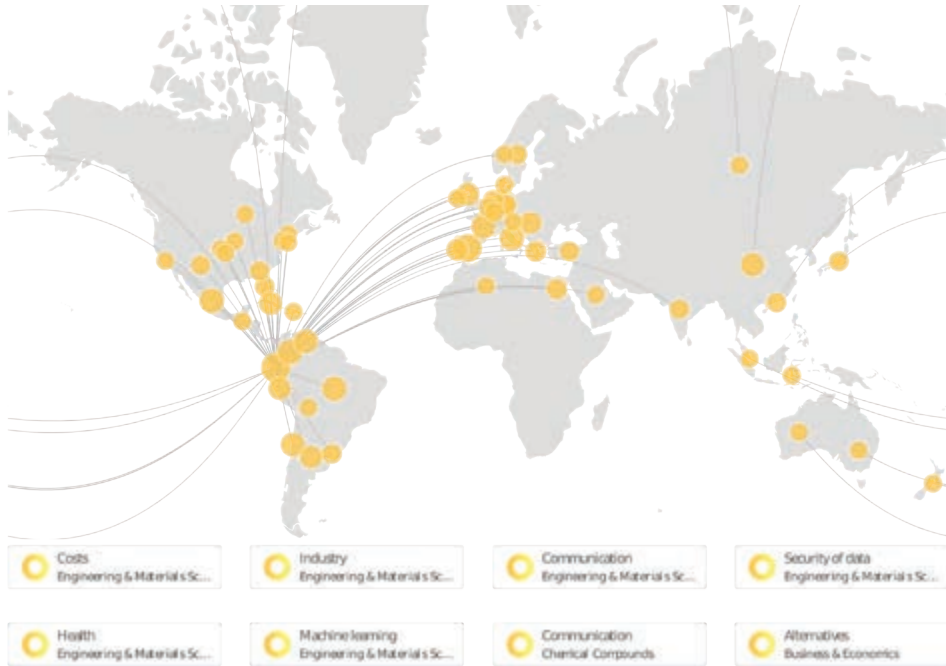 Costs
Engineering & Materials Sc...
Industry
Engineering & Materials Sc...
Communication
Engineering & Materials Sc...
Security of data
Engineering & Materials Sc...
Health
Engineering & Materials Sc...
Machine learning
Engineering & Materials Sc...
Communication
Chemical Compounds
Alternatives
Business & Economics